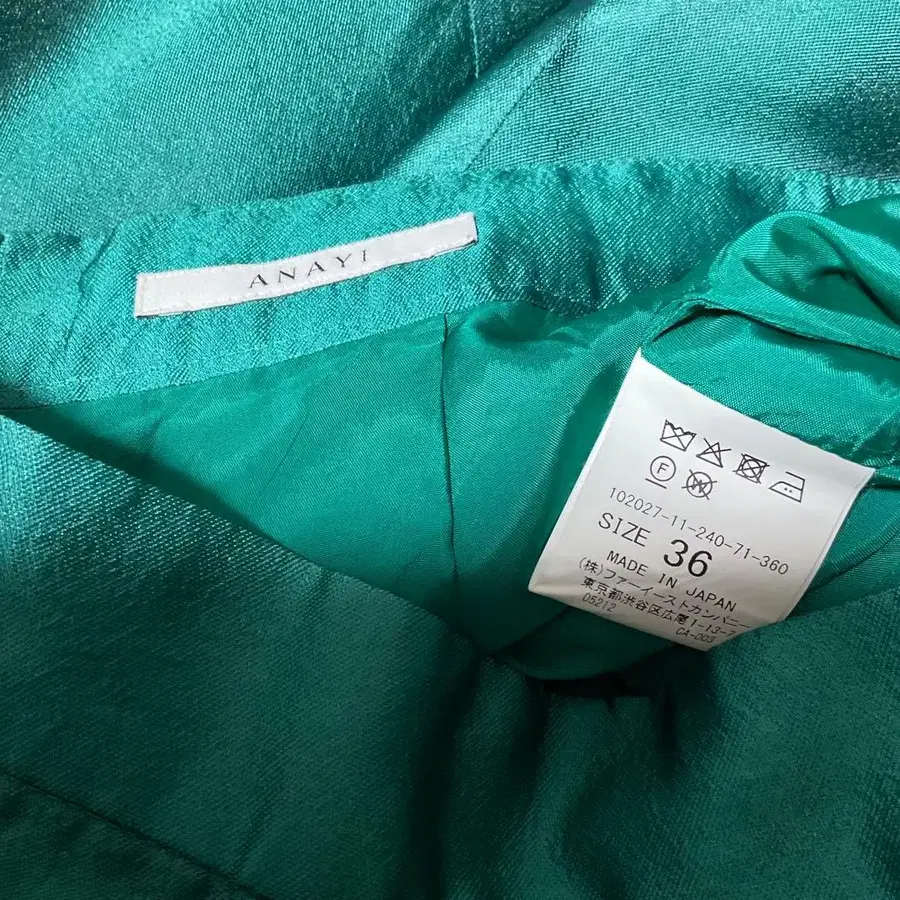 ANAYI
F
W
102027-11-240-71-360
SIZE 36
MADE IN JAPAN
(株)ファーイーストカンパニー
東京都渋谷区広尾1-13-7
05212 CA-003